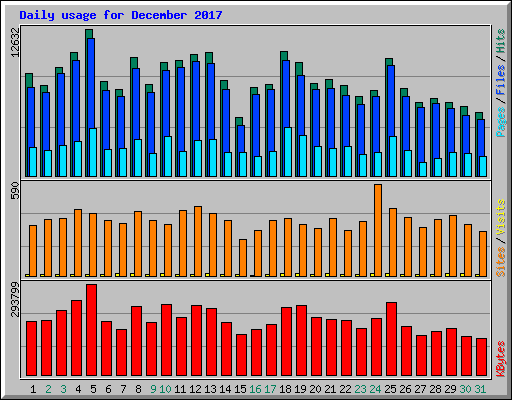 Daily usage for December 2017
12632
Pages / Files / Hits
590
Sites / Visits
293799
KBytes
1 2 3 4 5 6 7 8 9 10 11 12 13 14 15 16 17 18 19 20 21 22 23 24 25 26 27 28 29 30 31